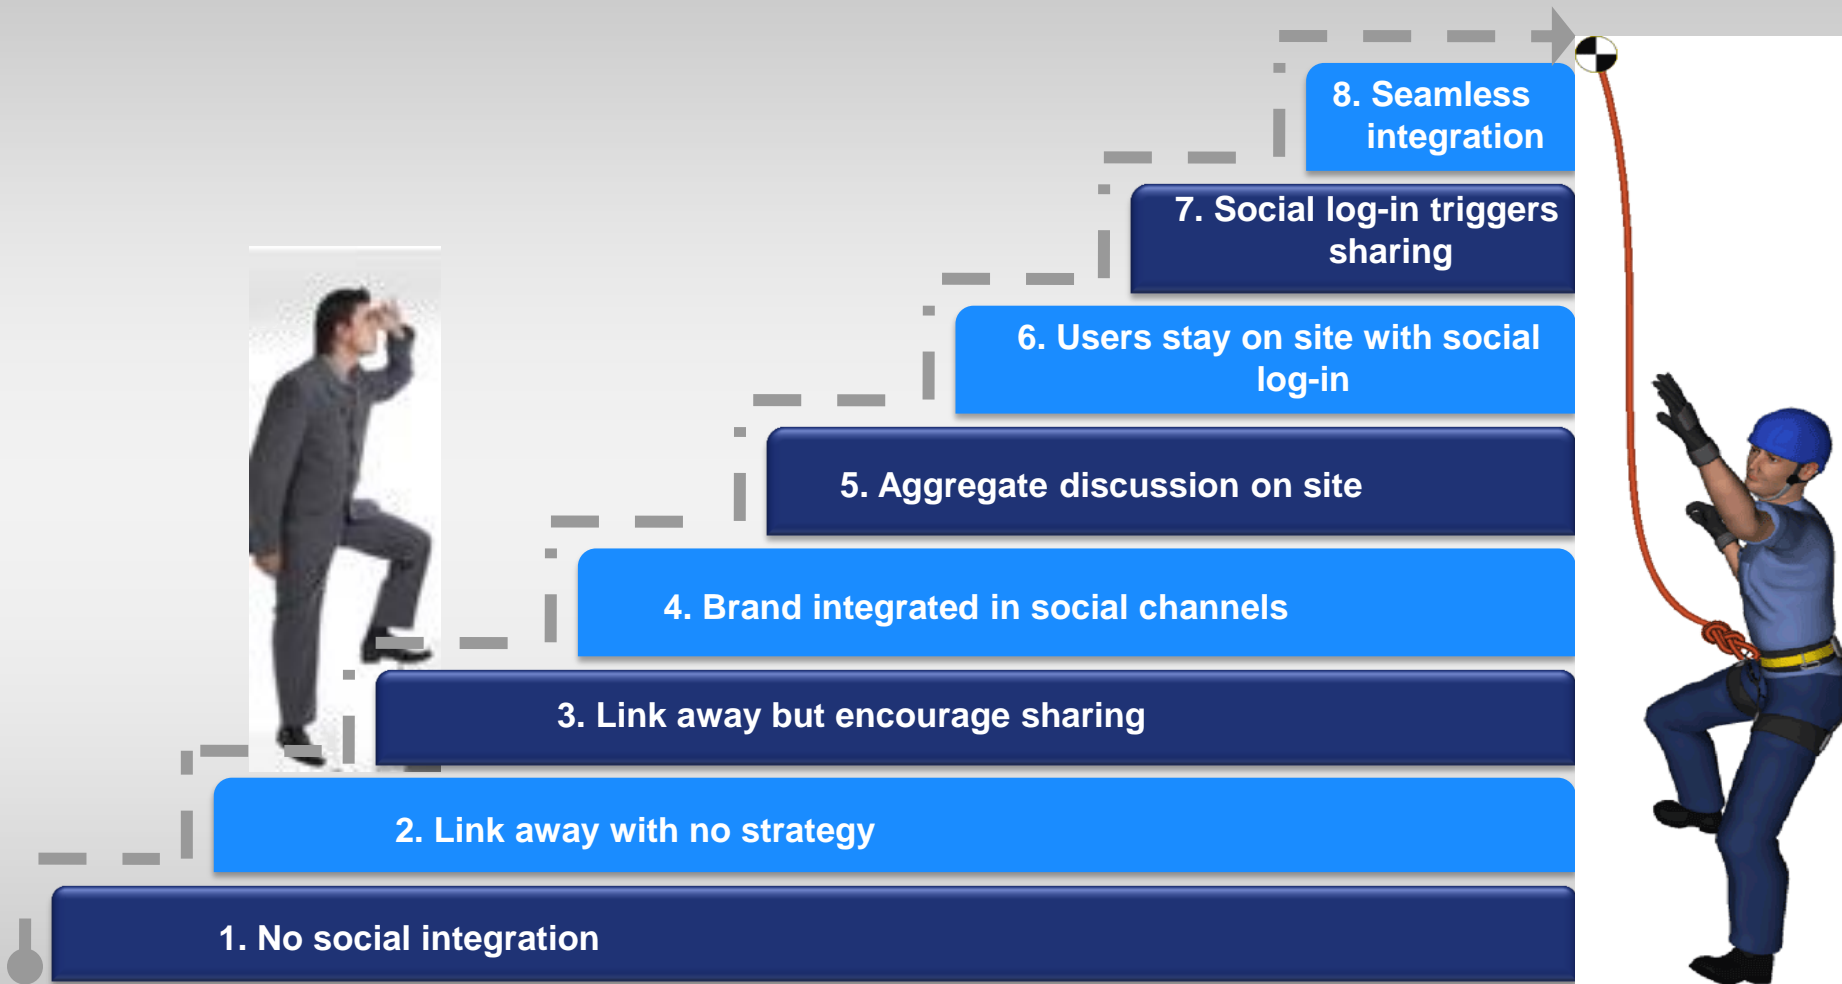 8. Seamless
integration
7. Social log-in triggers
sharing
6. Users stay on site with social
log-in
5. Aggregate discussion on site
4. Brand integrated in social channels
3. Link away but encourage sharing
2. Link away with no strategy
1. No social integration